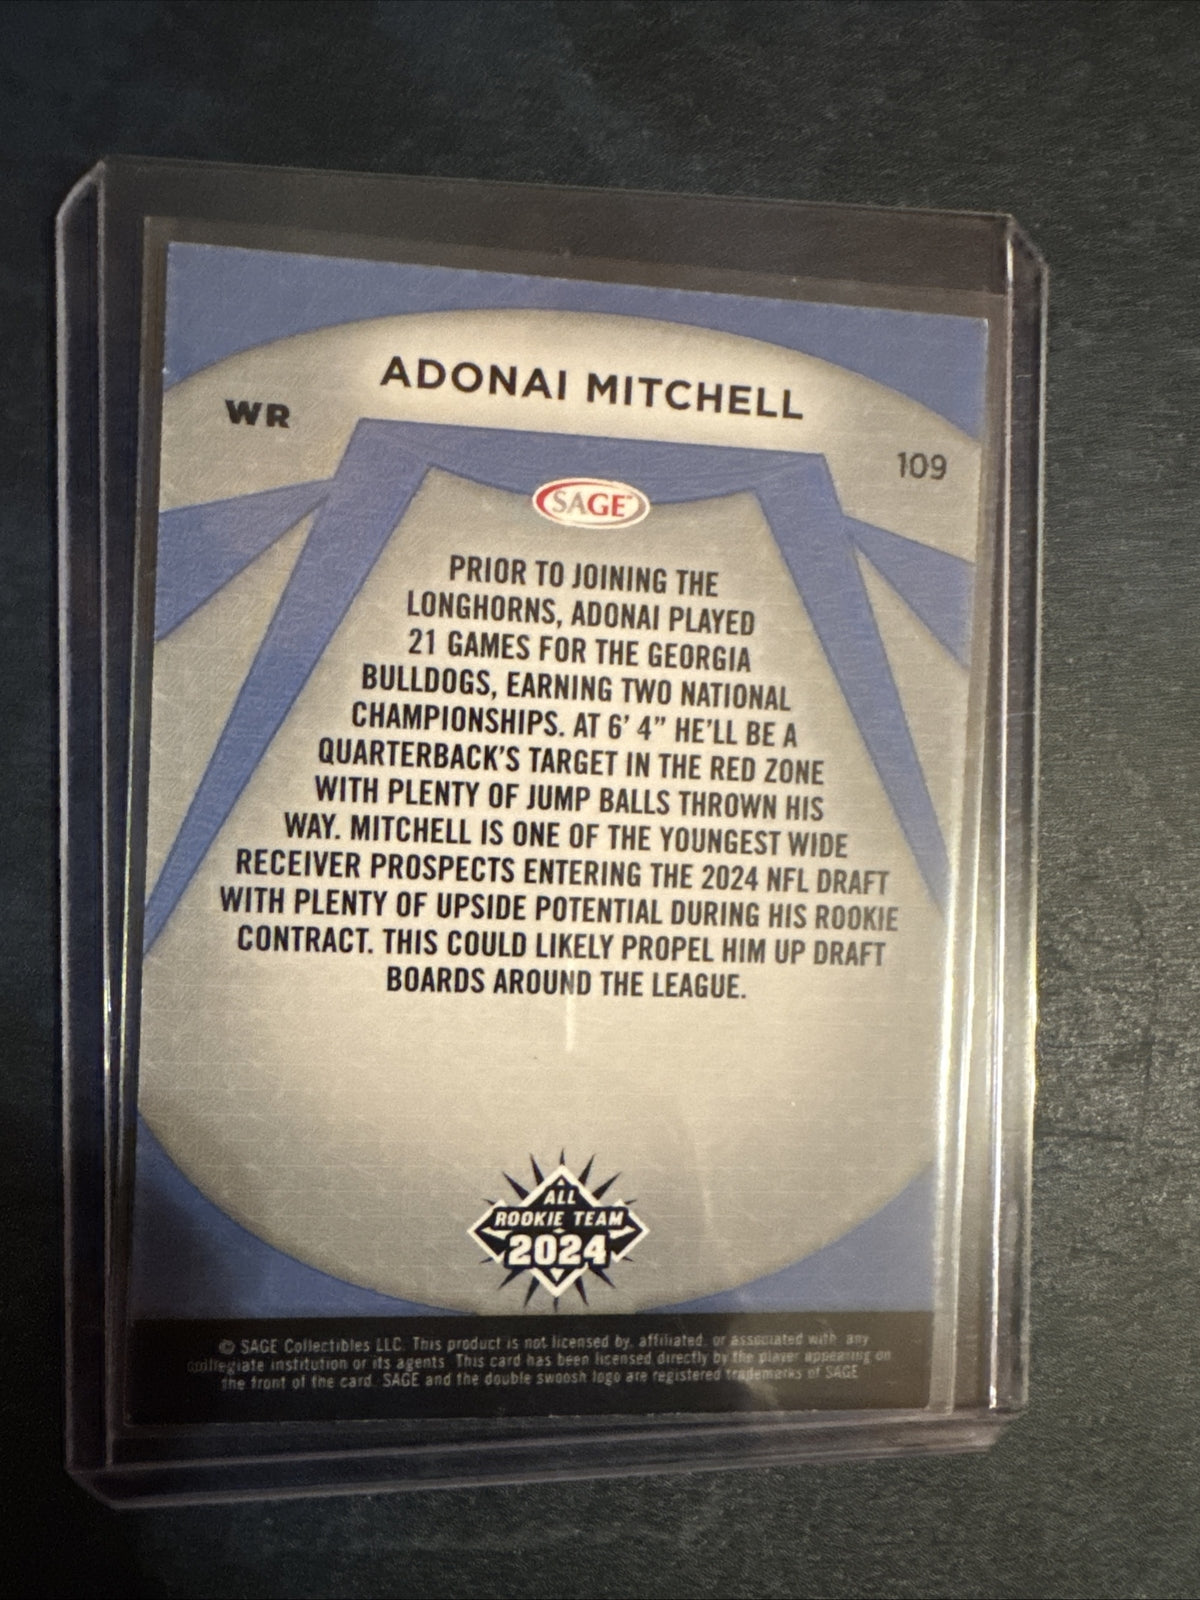 ADONAI MITCHELL
WR
109
SAGE
PRIOR TO JOINING THE
LONGHORNS, ADONAI PLAYED
21 GAMES FOR THE GEORGIA
BULLDOGS, EARNING TWO NATIONAL
CHAMPIONSHIPS. AT 6' 4” HE'LL BE A
QUARTERBACK'S TARGET IN THE RED ZONE
WITH PLENTY OF JUMP BALLS THROWN HIS
WAY. MITCHELL IS ONE OF THE YOUNGEST WIDE
RECEIVER PROSPECTS ENTERING THE 2024 NFL DRAFT
WITH PLENTY OF UPSIDE POTENTIAL DURING HIS ROOKIE
CONTRACT. THIS COULD LIKELY PROPEL HIM UP DRAFT
BOARDS AROUND THE LEAGUE.
ALL
ROOKIE TEAM
2024
© SAGE Collectibles LLC. This product is not licensed by, affiliated, or associated with, any
collegiate institution or its agents. This card has been licensed directly by the player appearing on
the front of the card. SAGE and the double swoosh logo are registered trademarks of SAGE